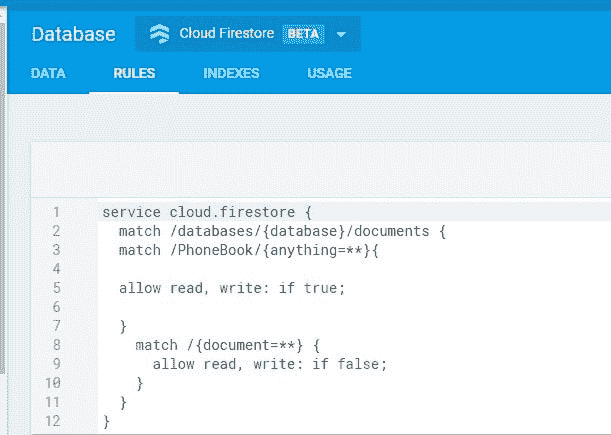 Database Cloud Firestore BETA
DATA RULES INDEXES USAGE
1 service cloud.firestore {
2 match /databases/{database}/documents {
3 match /PhoneBook/{anything=**}{
4
5 allow read, write: if true;
6
7 }
8 match /{document=**} {
9 allow read, write: if false;
10 }
11 }
12 }